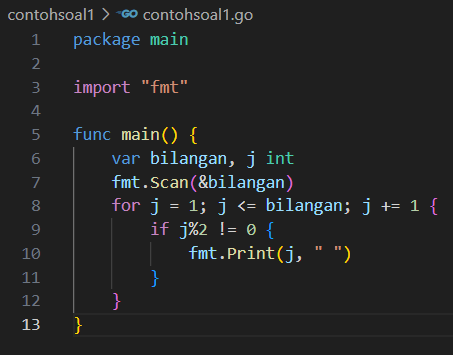 contohsoal1 > GO contohsoal1.go
1 package main
2
3 import "fmt"
4
5 func main() {
6     var bilangan, j int
7     fmt.Scan(&bilangan)
8     for j = 1; j <= bilangan; j += 1 {
9         if j%2 != 0 {
10             fmt.Print(j, " ")
11         }
12     }
13 }